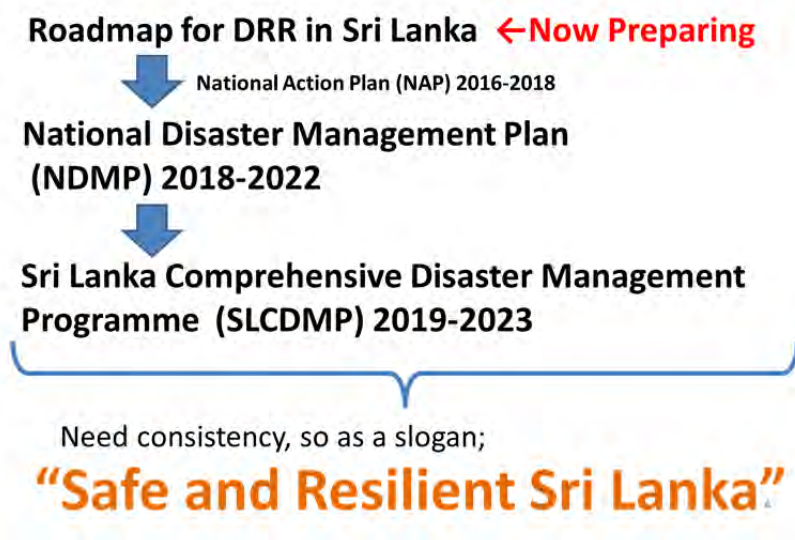 Roadmap for DRR in Sri Lanka ←Now Preparing
National Action Plan (NAP) 2016-2018
National Disaster Management Plan
(NDMP) 2018-2022
Sri Lanka Comprehensive Disaster Management
Programme (SLCDMP) 2019-2023
Need consistency, so as a slogan;
“Safe and Resilient Sri Lanka”